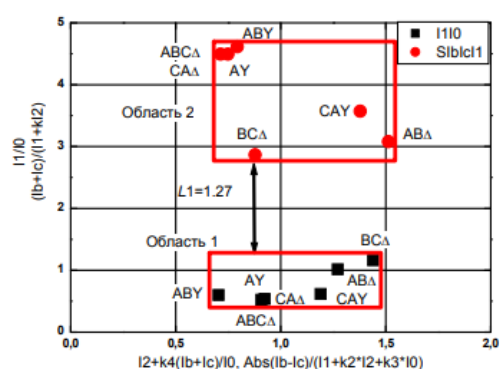 I1/I0
(Ib+Ic)/(I1+kI2)
5
4
3
2
1
0
0,0
0,5
1,0
1,5
2,0
I1I0
SIbIcI1
ABY
ABCΔ
CAΔ AY
Область 2
CAY
ABΔ
BCΔ
L1=1.27
Область 1
BCΔ
AY
ABΔ
ABY
CAΔ
CAY
ABCΔ
I2+k4(Ib+Ic)/I0, Abs(Ib-Ic)/(I1+k2*I2+k3*I0)